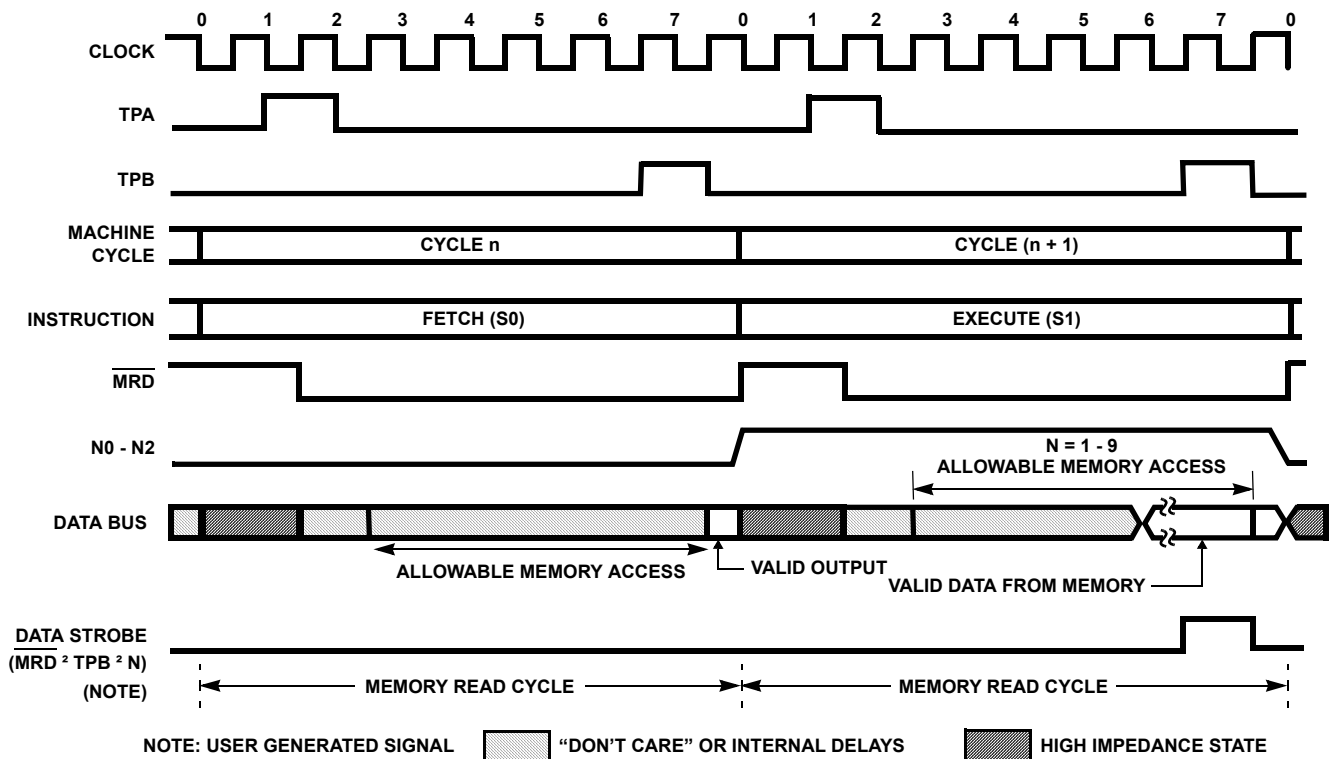 0 1 2 3 4 5 6 7 0 1 2 3 4 5 6 7 0
CLOCK
TPA
TPB
MACHINE
CYCLE
CYCLE n
CYCLE (n + 1)
INSTRUCTION
FETCH (S0)
EXECUTE (S1)
MRD
N0 - N2
N = 1 - 9
ALLOWABLE MEMORY ACCESS
DATA BUS
ALLOWABLE MEMORY ACCESS
VALID OUTPUT
VALID DATA FROM MEMORY
DATA STROBE
(MRD ² TPB ² N)
(NOTE)
MEMORY READ CYCLE
MEMORY READ CYCLE
NOTE: USER GENERATED SIGNAL
“DON'T CARE” OR INTERNAL DELAYS
HIGH IMPEDANCE STATE